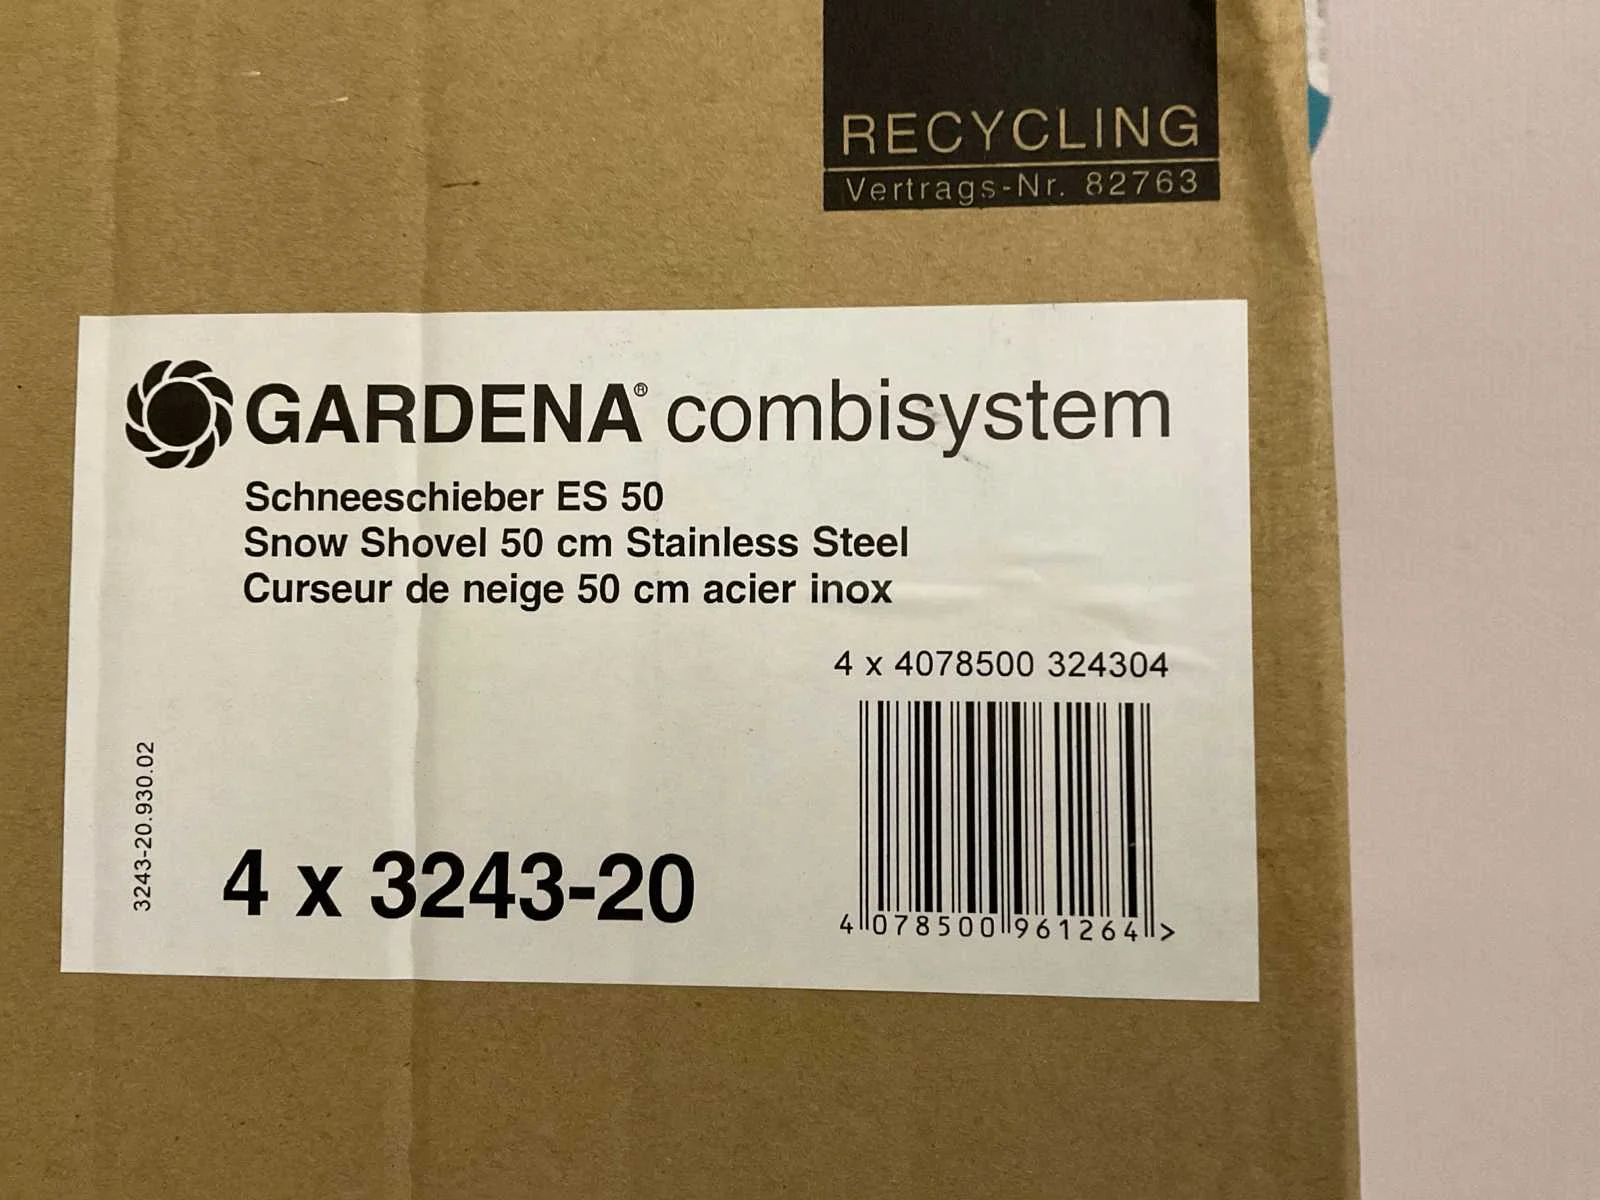 RECYCLING
Vertrags-Nr. 82763
GARDENA® combisystem
Schneeschieber ES 50
Snow Shovel 50 cm Stainless Steel
Curseur de neige 50 cm acier inox
4 x 4078500 324304
3243-20.930.02
4 x 3243-20
4 078500 961264 >